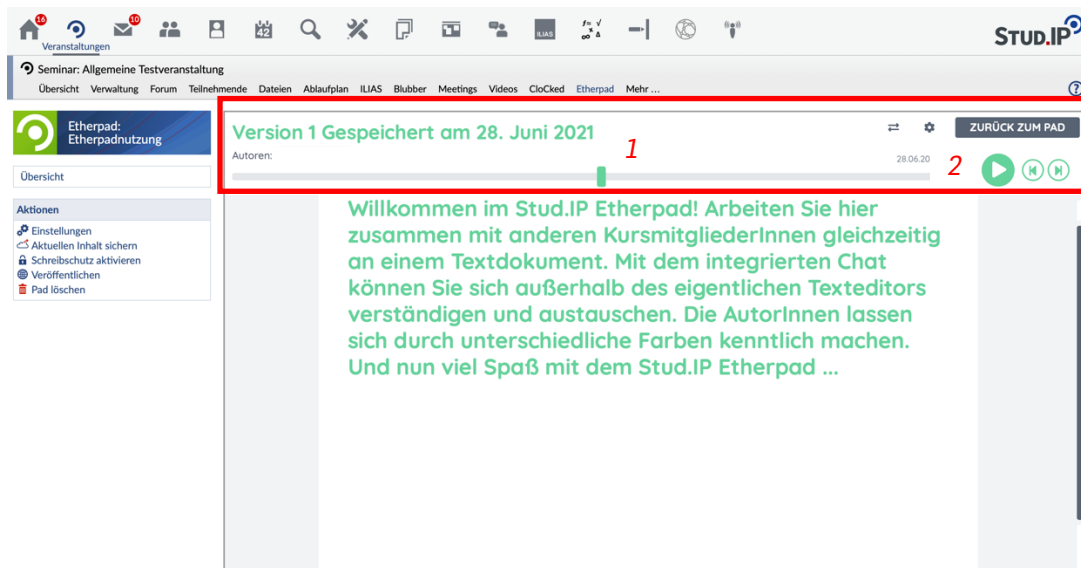 16
10
42
ILIAS
Veranstaltungen
STUD.IP
Seminar: Allgemeine Testveranstaltung
Übersicht Verwaltung Forum Teilnehmende Dateien Ablaufplan ILIAS Blubber Meetings Videos CloCked Etherpad Mehr ...
?
Etherpad:
Etherpadnutzung
Übersicht
Aktionen
Einstellungen
Aktuellen Inhalt sichern
Schreibschutz aktivieren
Veröffentlichen
Pad löschen
Version 1 Gespeichert am 28. Juni 2021
ZURÜCK ZUM PAD
Autoren:
1
28.06.20
2
Willkommen im Stud.IP Etherpad! Arbeiten Sie hier
zusammen mit anderen KursmitgliederInnen gleichzeitig
an einem Textdokument. Mit dem integrierten Chat
können Sie sich außerhalb des eigentlichen Texteditors
verständigen und austauschen. Die AutorInnen lassen
sich durch unterschiedliche Farben kenntlich machen.
Und nun viel Spaß mit dem Stud.IP Etherpad ...